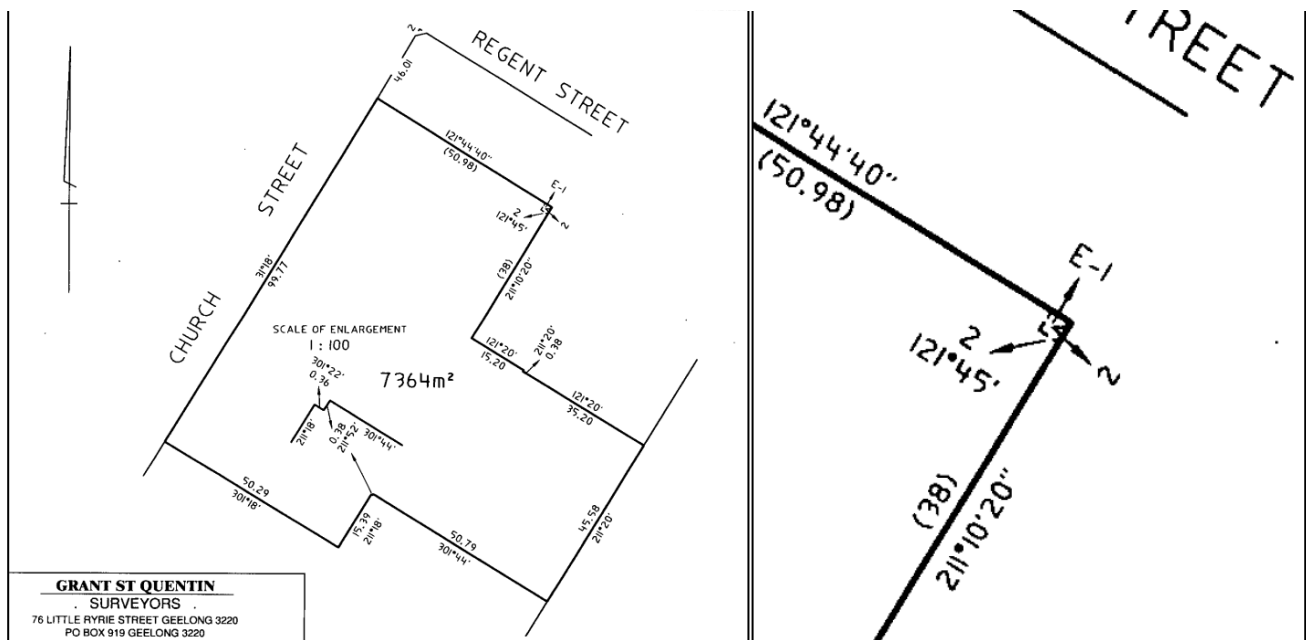 REGENT STREET
2
46.01
121°44'40"
(50.98)
E-1
2
121°45'
2
STREET
31°18'
99.77
CHURCH
(38)
211°10'20"
SCALE OF ENLARGEMENT
1 : 100
301°22'
0.36
7364m²
121°20'
15.20
211°20'
0.38
121°20'
35.20
211°18'
0.38
211°52'
301°44'
50.29
301°18'
15.39
211°18'
50.79
301°44'
45.58
211°20'
GRANT ST QUENTIN
. SURVEYORS .
76 LITTLE RYRIE STREET GEELONG 3220
PO BOX 919 GEELONG 3220
TREET
121°44'40"
(50.98)
E-1
2
121°45'
2
(38)
211°10'20"